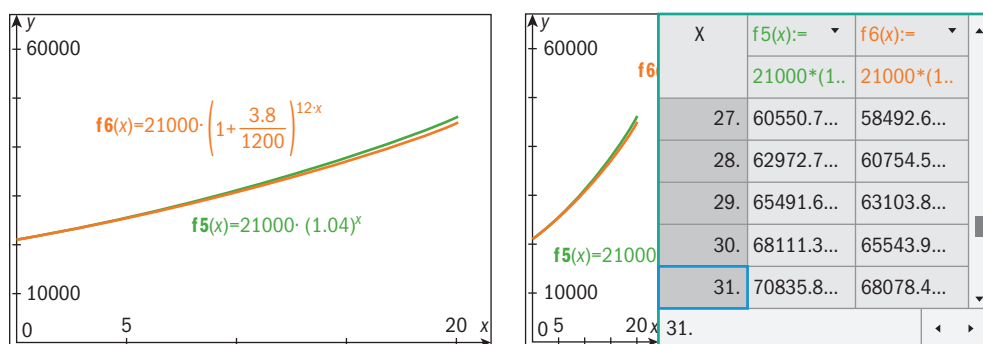 y
60000
f6(x)=21000· (1+ 3.8/1200)^12·x
f5(x)=21000· (1.04)^x
10000
0 5 20 x
y
60000
f6(
f5(x)=21000
10000
0 5 20 x
X f5(x):= f6(x):=
21000*(1.. 21000*(1..
27. 60550.7... 58492.6...
28. 62972.7... 60754.5...
29. 65491.6... 63103.8...
30. 68111.3... 65543.9...
31. 70835.8... 68078.4...
31.